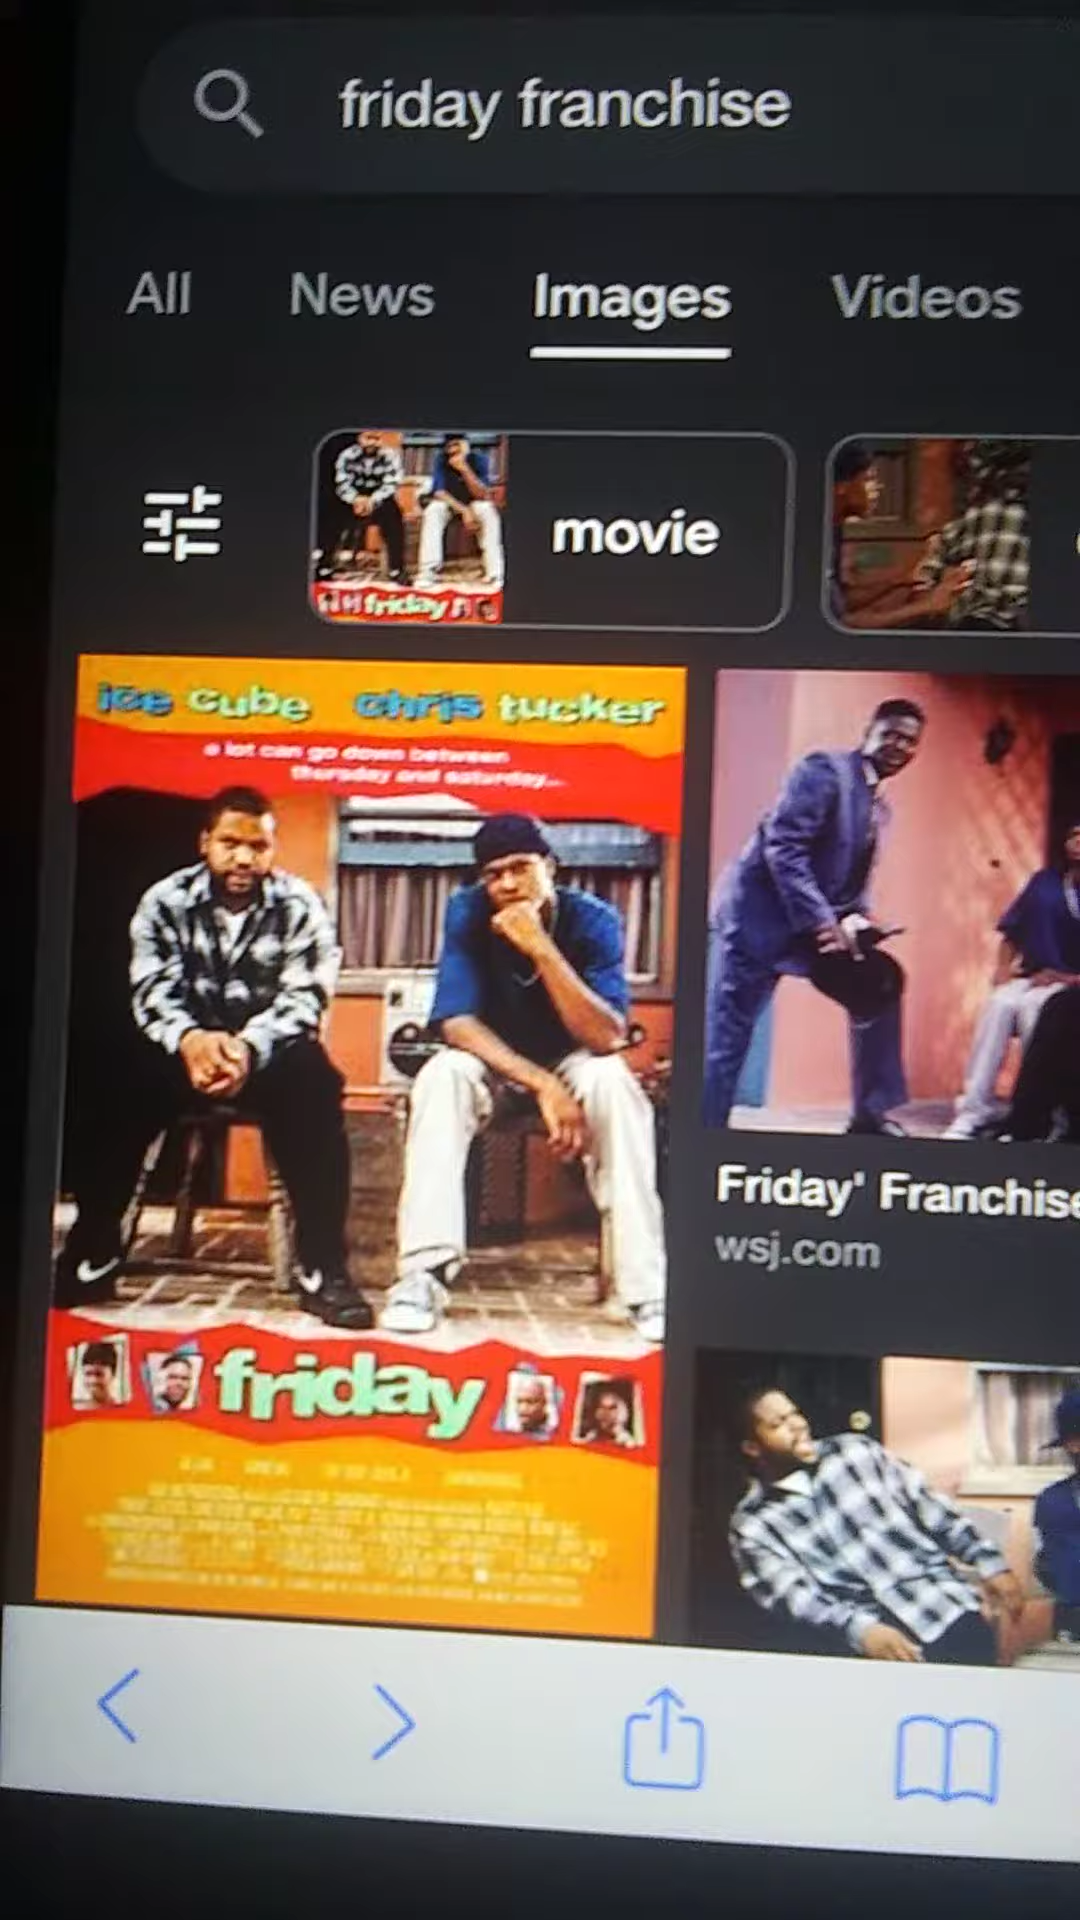 friday franchise
All News Images Videos
friday
movie
ice cube chris tucker
a lot can go down between
thursday and saturday...
friday
Friday' Franchise
wsj.com